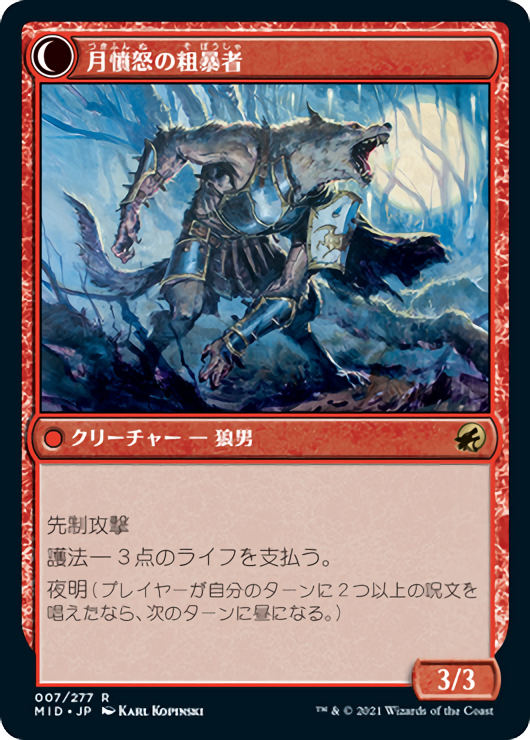 つきふんぬ そぼうしゃ
月憤怒の粗暴者
クリーチャー — 狼男
先制攻撃
護法—３点のライフを支払う。
夜明（プレイヤーが自分のターンに２つ以上の呪文を
唱えたなら、次のターンに昼になる。）
3/3
007/277 R
MID • JP Karl Kopinski
™ & © 2021 Wizards of the Coast